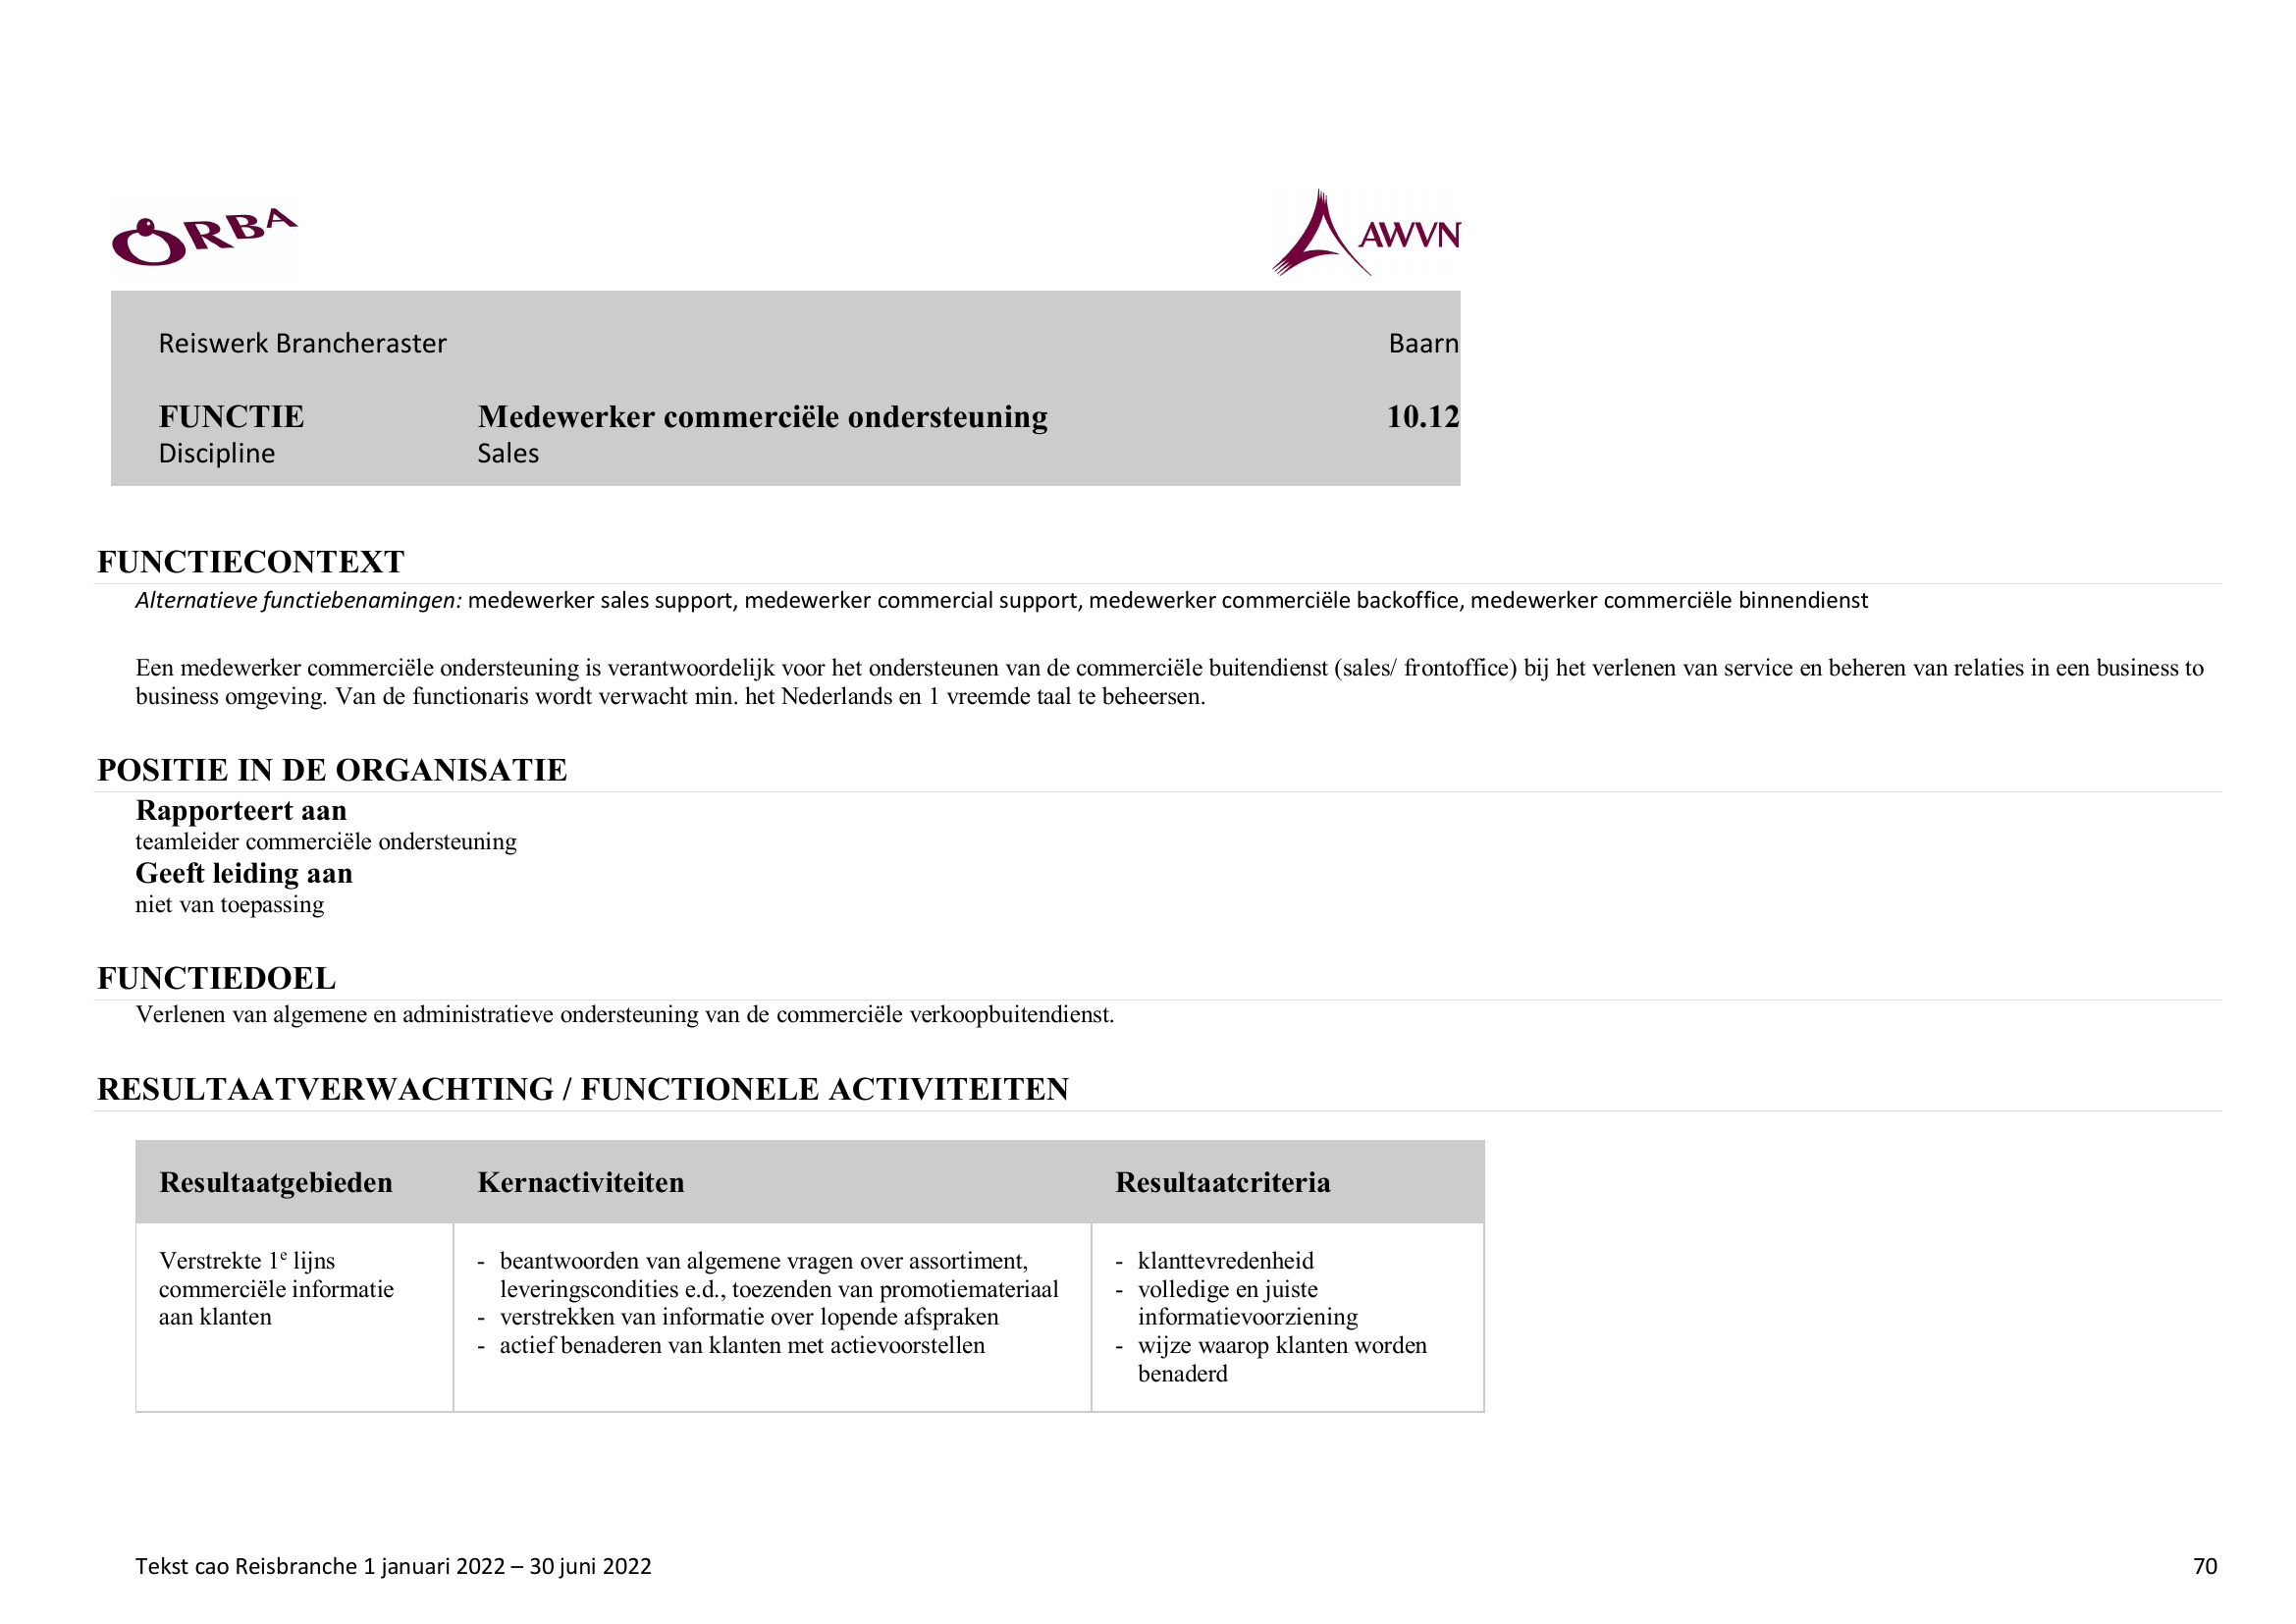 ORBA
AWVN
Reiswerk Brancheraster Baarn
FUNCTIE Medewerker commerciële ondersteuning 10.12
Discipline Sales
FUNCTIECONTEXT
Alternatieve functiebenamingen: medewerker sales support, medewerker commercial support, medewerker commerciële backoffice, medewerker commerciële binnendienst
Een medewerker commerciële ondersteuning is verantwoordelijk voor het ondersteunen van de commerciële buitendienst (sales/ frontoffice) bij het verlenen van service en beheren van relaties in een business to
business omgeving. Van de functionaris wordt verwacht min. het Nederlands en 1 vreemde taal te beheersen.
POSITIE IN DE ORGANISATIE
Rapporteert aan
teamleider commerciële ondersteuning
Geeft leiding aan
niet van toepassing
FUNCTIEDOEL
Verlenen van algemene en administratieve ondersteuning van de commerciële verkoopbuitendienst.
RESULTAATVERWACHTING / FUNCTIONELE ACTIVITEITEN
Resultaatgebieden Kernactiviteiten Resultaatcriteria
Verstrekte 1e lijns
commerciële informatie
aan klanten
- beantwoorden van algemene vragen over assortiment,
leveringscondities e.d., toezenden van promotiemateriaal
- verstrekken van informatie over lopende afspraken
- actief benaderen van klanten met actievoorstellen
- klanttevredenheid
- volledige en juiste
informatievoorziening
- wijze waarop klanten worden
benaderd
Tekst cao Reisbranche 1 januari 2022 – 30 juni 2022 70